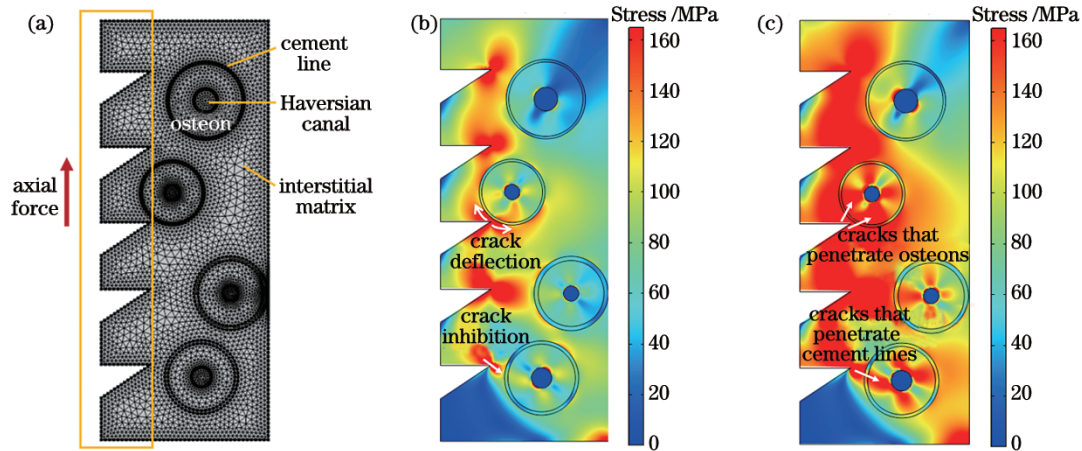 (a)
cement
line
Haversian
canal
osteon
interstitial
matrix
axial
force
(b)
Stress /MPa
160
140
120
100
80
60
40
20
0
crack
deflection
crack
inhibition
(c)
Stress /MPa
160
140
120
100
80
60
40
20
0
cracks that
penetrate osteons
cracks that
penetrate
cement lines